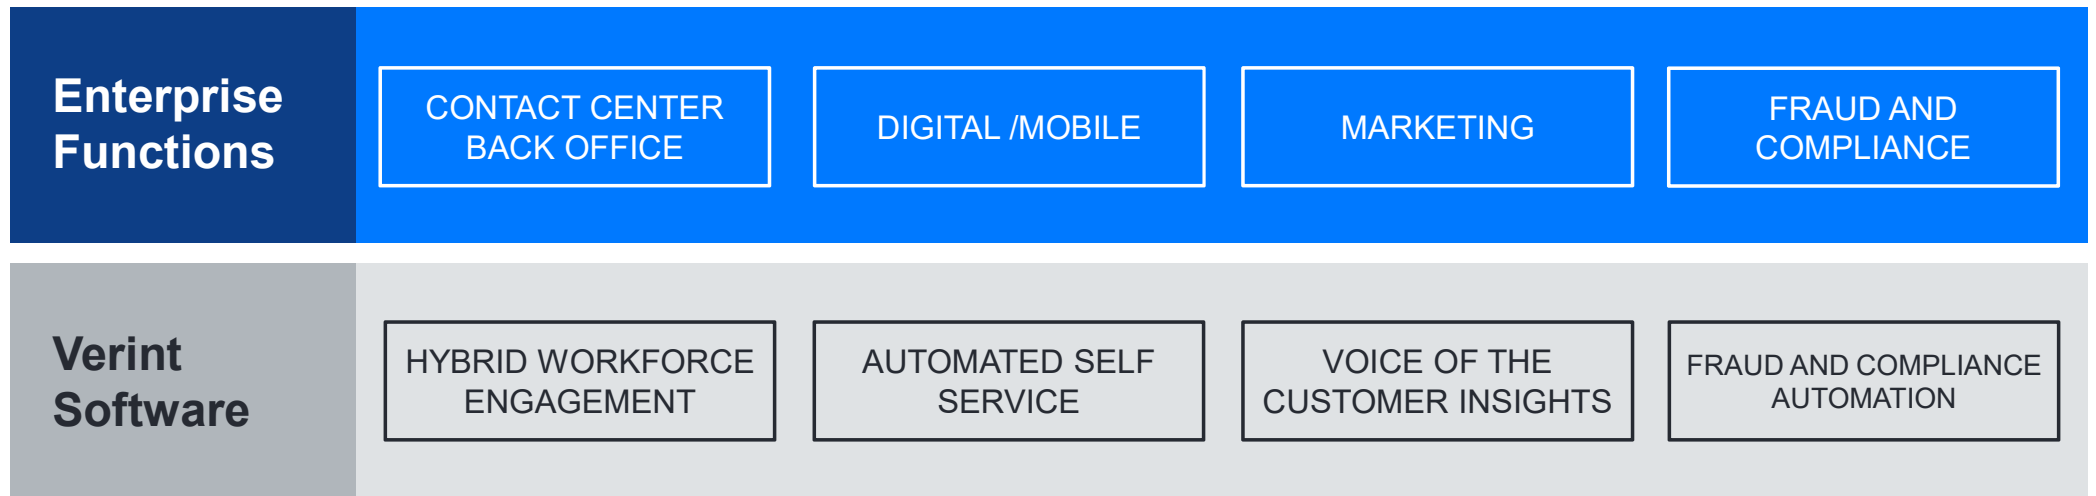 Enterprise
Functions
CONTACT CENTER
BACK OFFICE
DIGITAL /MOBILE
MARKETING
FRAUD AND
COMPLIANCE
Verint
Software
HYBRID WORKFORCE
ENGAGEMENT
AUTOMATED SELF
SERVICE
VOICE OF THE
CUSTOMER INSIGHTS
FRAUD AND COMPLIANCE
AUTOMATION